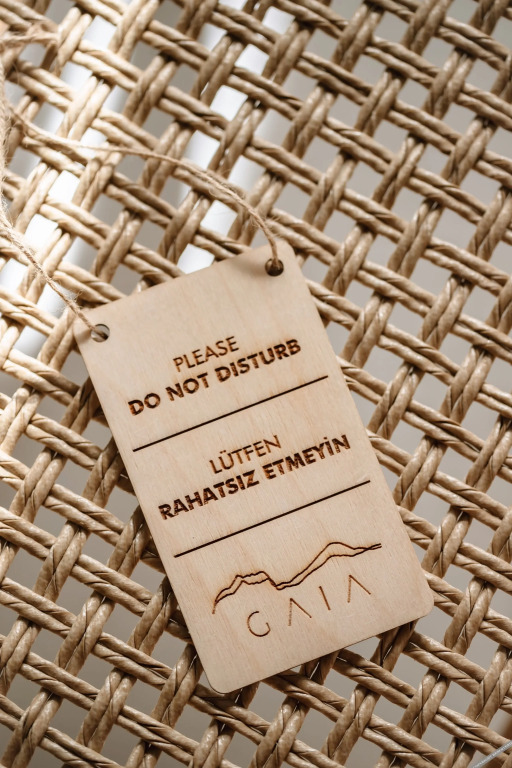 PLEASE
DO NOT DISTURB
LÜTFEN
RAHATSIZ ETMEYİN
GAIA